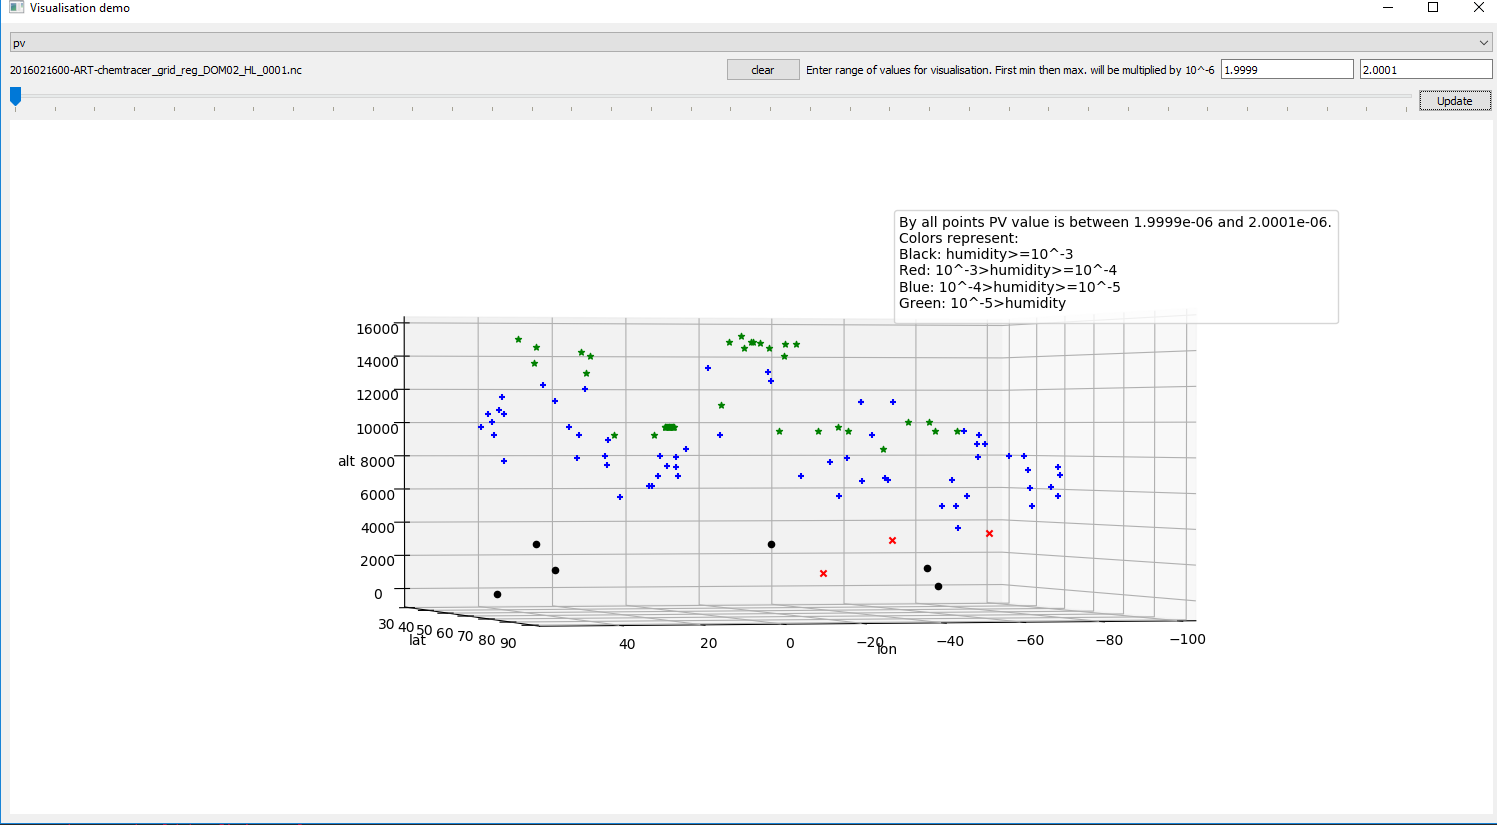 Visualisation demo
pv
2016021600-ART-chemtracer_grid_reg_DOM02_HL_0001.nc
clear
Enter range of values for visualisation. First min then max. will be multiplied by 10^-6
1.9999
2.0001
Update
By all points PV value is between 1.9999e-06 and 2.0001e-06.
Colors represent:
Black: humidity>=10^-3
Red: 10^-3>humidity>=10^-4
Blue: 10^-4>humidity>=10^-5
Green: 10^-5>humidity
16000
14000
12000
10000
alt 8000
6000
4000
2000
0
30 40 50 60 70 80 90
lat
40 20 0 −20 −40 −60 −80 −100
lon